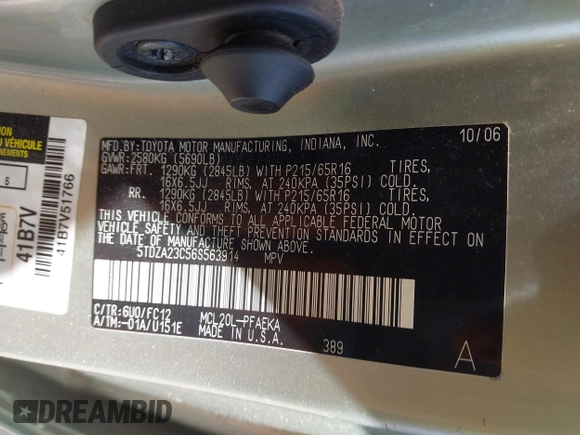 MFD.BY:TOYOTA MOTOR MANUFACTURING, INDIANA, INC. 10/06
GVWR:2580KG (5690LB)
GAWR:FRT. 1290KG (2845LB) WITH P215/65R16 TIRES,
16X6.5JJ RIMS, AT 240KPA (35PSI) COLD.
RR. 1290KG (2845LB) WITH P215/65R16 TIRES,
16X6.5JJ RIMS, AT 240KPA (35PSI) COLD.
THIS VEHICLE CONFORMS TO ALL APPLICABLE FEDERAL MOTOR
VEHICLE SAFETY AND THEFT PREVENTION STANDARDS IN EFFECT ON
THE DATE OF MANUFACTURE SHOWN ABOVE.
5TDZA23C56S563914 MPV
C/TR:6U0/FC12 MCL20L-PFAEKA
A/TM:-01A/U151E MADE IN U.S.A.
389 A
VÉHICULE
5
41B7V
41B7V51766
DREAMBID